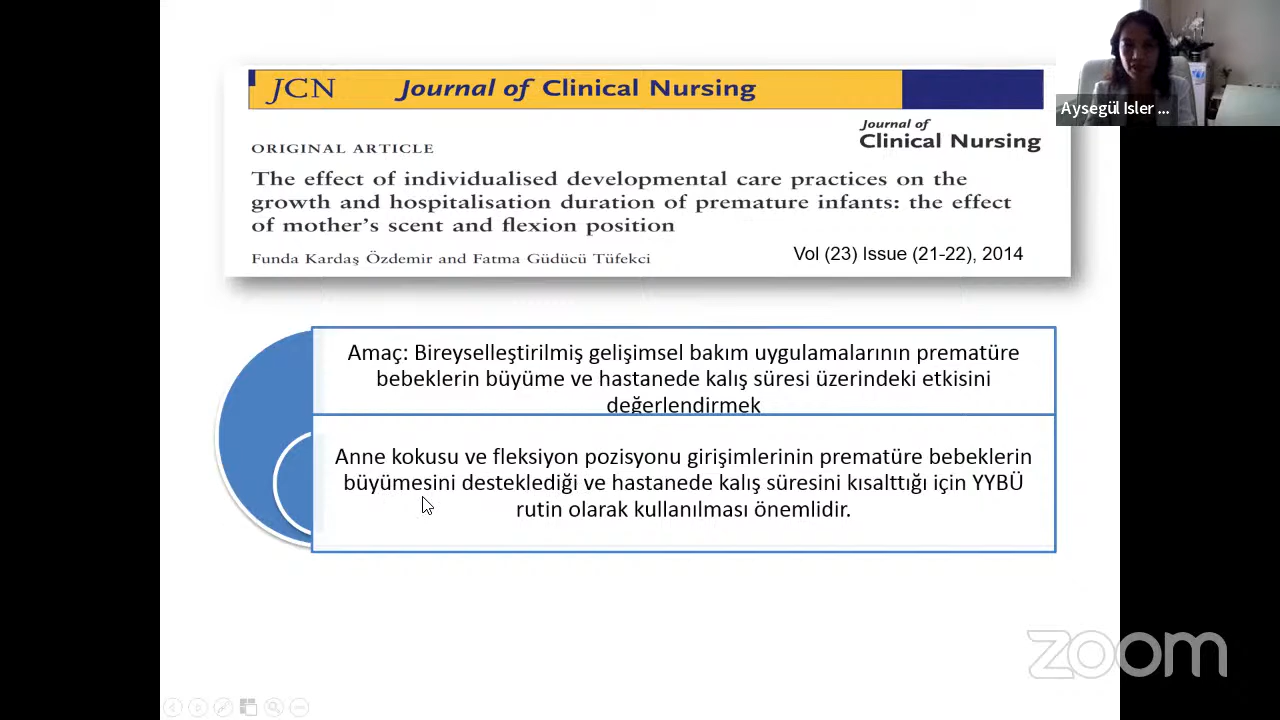 JCN Journal of Clinical Nursing
Aysegül Isler ...
Journal of
Clinical Nursing
ORIGINAL ARTICLE
The effect of individualised developmental care practices on the
growth and hospitalisation duration of premature infants: the effect
of mother's scent and flexion position
Funda Kardaş Özdemir and Fatma Güdücü Tüfekci
Vol (23) Issue (21-22), 2014
Amaç: Bireyselleştirilmiş gelişimsel bakım uygulamalarının prematüre
bebeklerin büyüme ve hastanede kalış süresi üzerindeki etkisini
değerlendirmek
Anne kokusu ve fleksiyon pozisyonu girişimlerinin prematüre bebeklerin
büyümesini desteklediği ve hastanede kalış süresini kısalttığı için YYBÜ
rutin olarak kullanılması önemlidir.
zoom